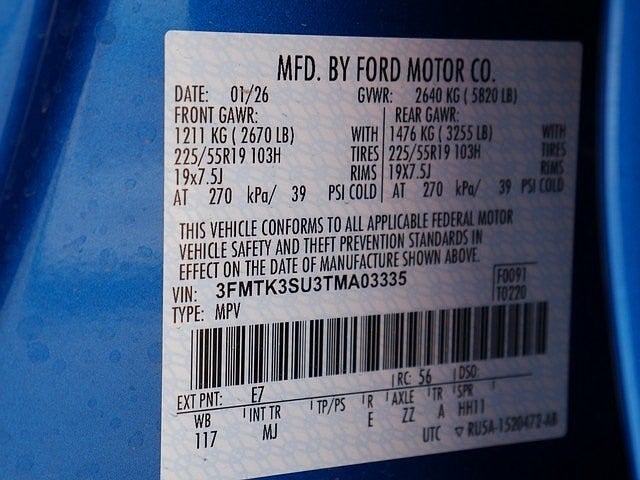 MFD. BY FORD MOTOR CO.
DATE: 01/26 GVWR: 2640 KG ( 5820 LB)
FRONT GAWR: REAR GAWR:
1211 KG ( 2670 LB) WITH 1476 KG ( 3255 LB) WITH
225/55R19 103H TIRES 225/55R19 103H TIRES
19x7.5J RIMS 19x7.5J RIMS
AT 270 kPa/ 39 PSI COLD AT 270 kPa/ 39 PSI COLD
THIS VEHICLE CONFORMS TO ALL APPLICABLE FEDERAL MOTOR
VEHICLE SAFETY AND THEFT PREVENTION STANDARDS IN
EFFECT ON THE DATE OF MANUFACTURE SHOWN ABOVE.
VIN: 3FMTK3SU3TMA03335 F0091
TYPE: MPV T0220
EXT PNT: E7 RC: 56 DSO:
WB INT TR TP/PS R AXLE TR SPR
117 MJ E ZZ A HH11
UTC ▽ RU5A-1520472-AB